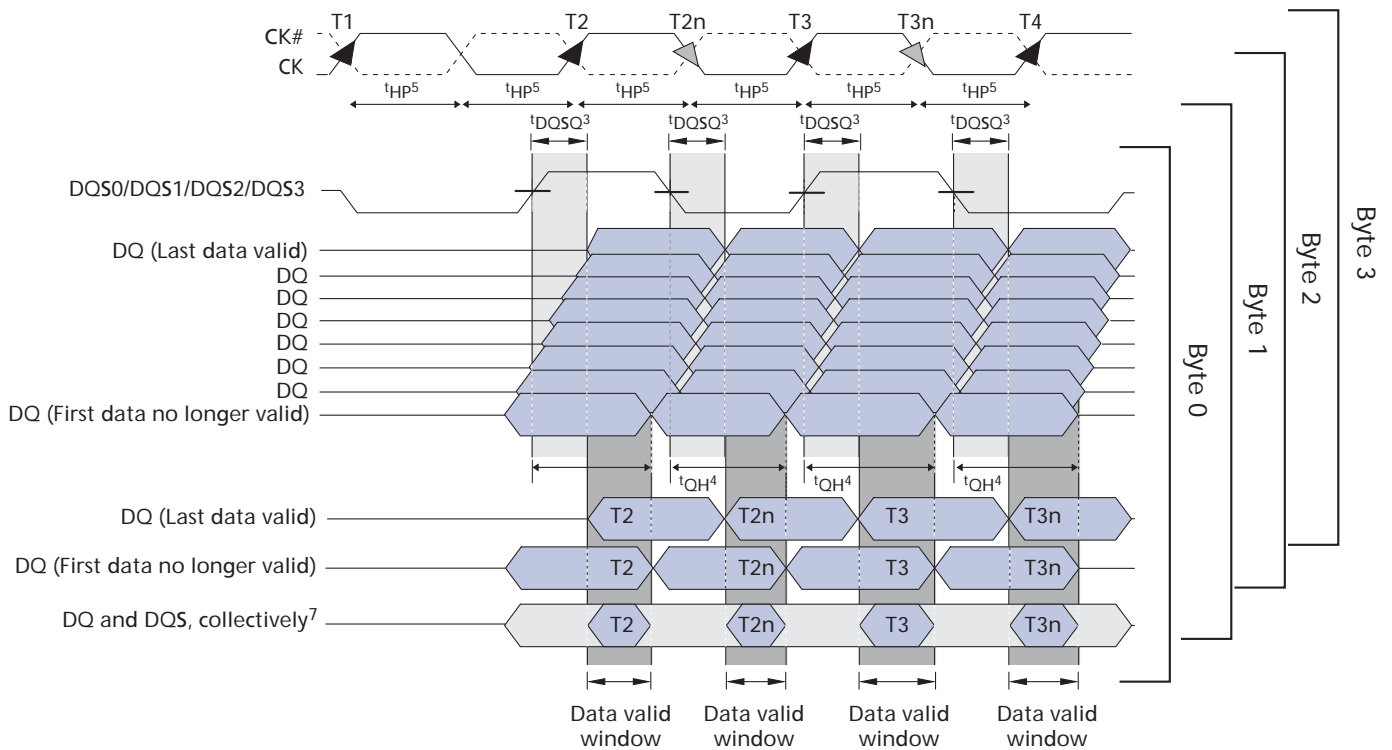 T1 T2 T2n T3 T3n T4
CK#
CK
tHP5 tHP5 tHP5 tHP5 tHP5 tHP5
tDQSQ3 tDQSQ3 tDQSQ3 tDQSQ3
DQS0/DQS1/DQS2/DQS3
DQ (Last data valid)
DQ
DQ
DQ
DQ
DQ
DQ
DQ (First data no longer valid)
tQH4 tQH4 tQH4
DQ (Last data valid) T2 T2n T3 T3n
DQ (First data no longer valid) T2 T2n T3 T3n
DQ and DQS, collectively7 T2 T2n T3 T3n
Data valid window
Data valid window
Data valid window
Data valid window
Byte 0
Byte 1
Byte 2
Byte 3